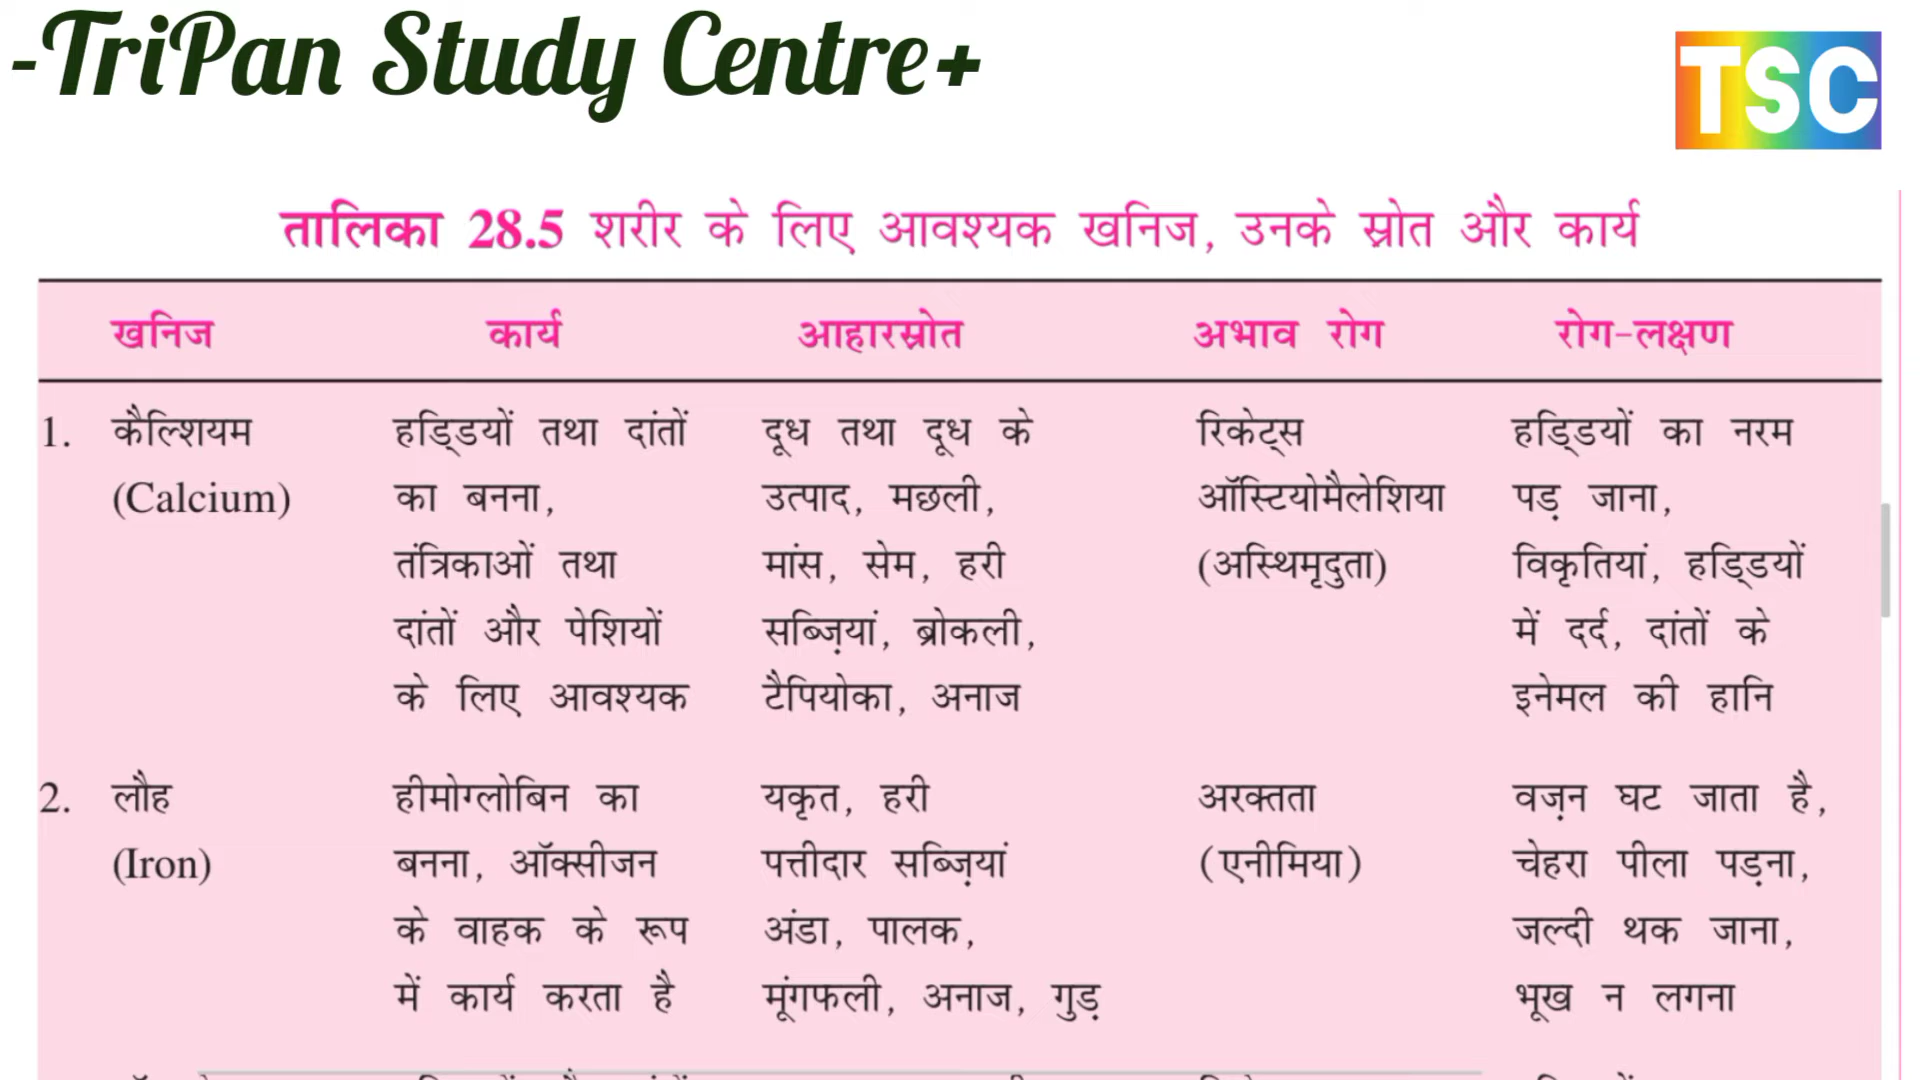 -TriPan Study Centre+
TSC
तालिका 28.5 शरीर के लिए आवश्यक खनिज, उनके स्रोत और कार्य
खनिज कार्य आहारस्रोत अभाव रोग रोग-लक्षण
1. कैल्शियम हड्डियों तथा दांतों दूध तथा दूध के रिकेट्स हड्डियों का नरम
(Calcium) का बनना, उत्पाद, मछली, ऑस्टियोमैलेशिया पड़ जाना,
तंत्रिकाओं तथा मांस, सेम, हरी (अस्थिमृदुता) विकृतियां, हड्डियों
दांतों और पेशियों सब्ज़ियां, ब्रोकली, में दर्द, दांतों के
के लिए आवश्यक टैपियोका, अनाज इनेमल की हानि
2. लौह हीमोग्लोबिन का यकृत, हरी अरक्तता वज़न घट जाता है,
(Iron) बनना, ऑक्सीजन पत्तीदार सब्ज़ियां (एनीमिया) चेहरा पीला पड़ना,
के वाहक के रूप अंडा, पालक, जल्दी थक जाना,
में कार्य करता है मूंगफली, अनाज, गुड़ भूख न लगना